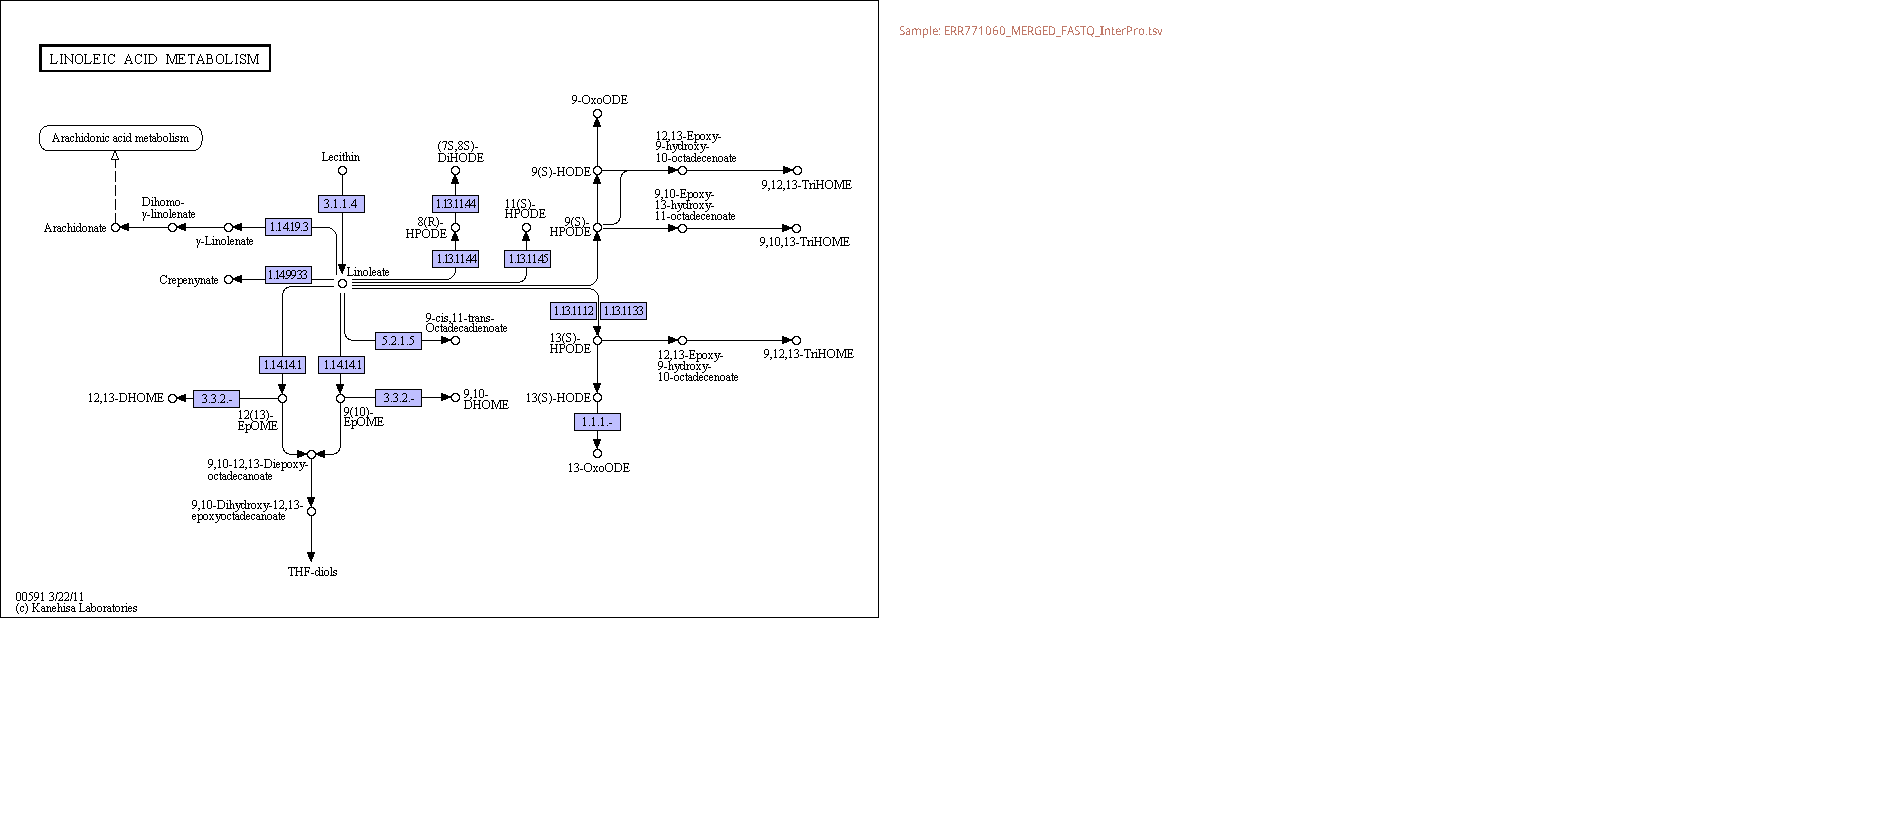 Sample: ERR771060_MERGED_FASTQ_InterPro.tsv
LINOLEIC ACID METABOLISM
9-OxoODE
Arachidonic acid metabolism
Lecithin
(7S,8S)-
DiHODE
12,13-Epoxy-
9-hydroxy-
10-octadecenoate
9(S)-HODE
9,12,13-TriHOME
3.1.1.4
1.13.11.44
11(S)-
HPODE
Dihomo-
γ-linolenate
9,10-Epoxy-
13-hydroxy-
11-octadecenoate
Arachidonate
γ-Linolenate
1.14.19.3
8(R)-
HPODE
9(S)-
HPODE
9,10,13-TriHOME
1.13.11.44
1.13.11.45
Crepenynate
1.14.99.33
Linoleate
1.13.11.12
1.13.11.33
9-cis,11-trans-
Octadecadienoate
5.2.1.5
13(S)-
HPODE
12,13-Epoxy-
9-hydroxy-
10-octadecenoate
9,12,13-TriHOME
1.14.14.1
1.14.14.1
12,13-DHOME
3.3.2.-
12(13)-
EpOME
9(10)-
EpOME
3.3.2.-
9,10-
DHOME
13(S)-HODE
1.1.1.-
13-OxoODE
9,10-12,13-Diepoxy-
octadecanoate
9,10-Dihydroxy-12,13-
epoxyoctadecanoate
THF-diols
00591 3/22/11
(c) Kanehisa Laboratories